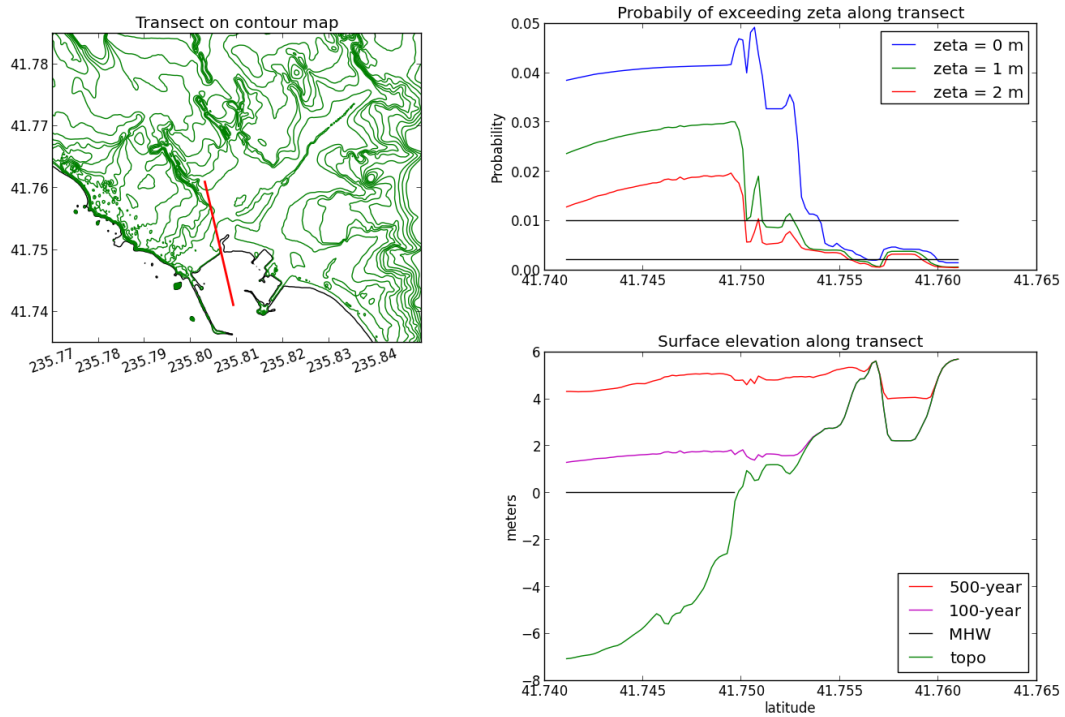 Transect on contour map
41.78
41.77
41.76
41.75
41.74
235.77 235.78 235.79 235.80 235.81 235.82 235.83 235.84
Probabily of exceeding zeta along transect
0.05
0.04
0.03
0.02
0.01
0.00
Probability
zeta = 0 m
zeta = 1 m
zeta = 2 m
41.740 41.745 41.750 41.755 41.760 41.765
Surface elevation along transect
6
4
2
0
−2
−4
−6
−8
meters
500-year
100-year
MHW
topo
41.740 41.745 41.750 41.755 41.760 41.765
latitude